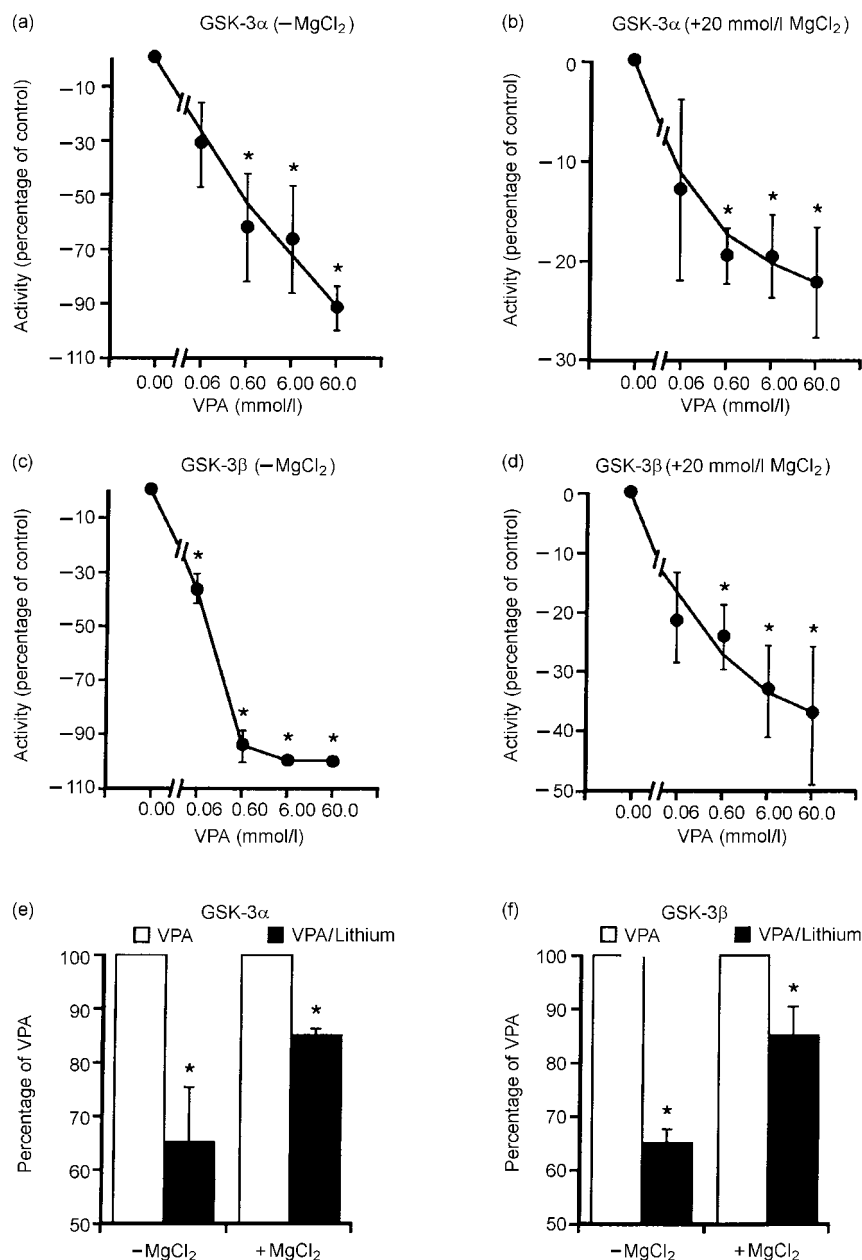 (a) GSK-3α (−MgCl₂)
Activity (percentage of control)
−10
−30
−50
−70
−90
−110
0.00 0.06 0.60 6.00 60.0
VPA (mmol/l)
* * *
(b) GSK-3α (+20 mmol/l MgCl₂)
Activity (percentage of control)
0
−10
−20
−30
0.00 0.06 0.60 6.00 60.0
VPA (mmol/l)
* * *
(c) GSK-3β (−MgCl₂)
Activity (percentage of control)
−10
−30
−50
−70
−90
−110
0.00 0.06 0.60 6.00 60.0
VPA (mmol/l)
* * * *
(d) GSK-3β (+20 mmol/l MgCl₂)
Activity (percentage of control)
0
−10
−20
−30
−40
−50
0.00 0.06 0.60 6.00 60.0
VPA (mmol/l)
* * *
(e) GSK-3α
VPA VPA/Lithium
Percentage of VPA
100
90
80
70
60
50
* *
−MgCl₂ +MgCl₂
(f) GSK-3β
VPA VPA/Lithium
Percentage of VPA
100
90
80
70
60
50
* *
−MgCl₂ +MgCl₂